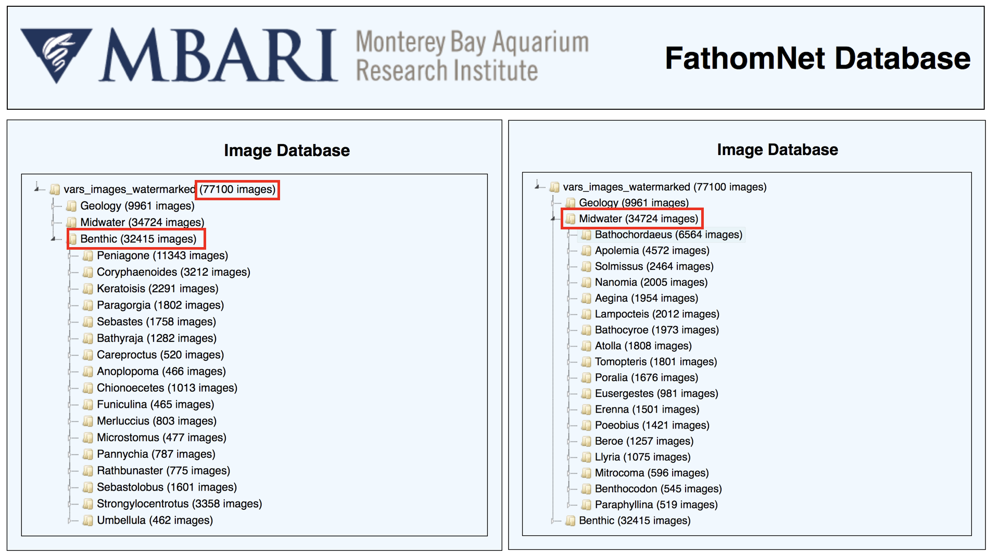 MBARI
Monterey Bay Aquarium
Research Institute
FathomNet Database
Image Database
vars_images_watermarked (77100 images)
Geology (9961 images)
Midwater (34724 images)
Benthic (32415 images)
Peniagone (11343 images)
Coryphaenoides (3212 images)
Keratoisis (2291 images)
Paragorgia (1802 images)
Sebastes (1758 images)
Bathyraja (1282 images)
Careproctus (520 images)
Anoplopoma (466 images)
Chionoecetes (1013 images)
Funiculina (465 images)
Merluccius (803 images)
Microstomus (477 images)
Pannychia (787 images)
Rathbunaster (775 images)
Sebastolobus (1601 images)
Strongylocentrotus (3358 images)
Umbellula (462 images)
Image Database
vars_images_watermarked (77100 images)
Geology (9961 images)
Midwater (34724 images)
Bathochordaeus (6564 images)
Apolemia (4572 images)
Solmissus (2464 images)
Nanomia (2005 images)
Aegina (1954 images)
Lampocteis (2012 images)
Bathocyroe (1973 images)
Atolla (1808 images)
Tomopteris (1801 images)
Poralia (1676 images)
Eusergestes (981 images)
Erenna (1501 images)
Poeobius (1421 images)
Beroe (1257 images)
Llyria (1075 images)
Mitrocoma (596 images)
Benthocodon (545 images)
Paraphyllina (519 images)
Benthic (32415 images)